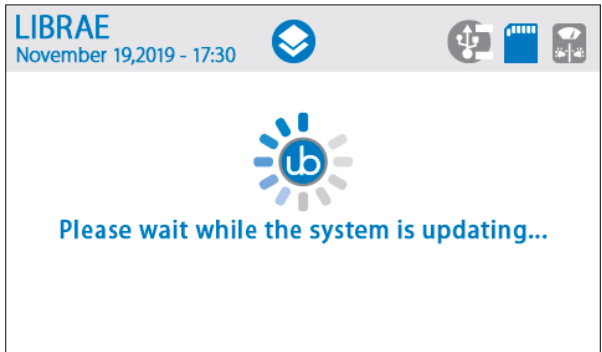 LIBRAE
November 19,2019 - 17:30
ub
Please wait while the system is updating...